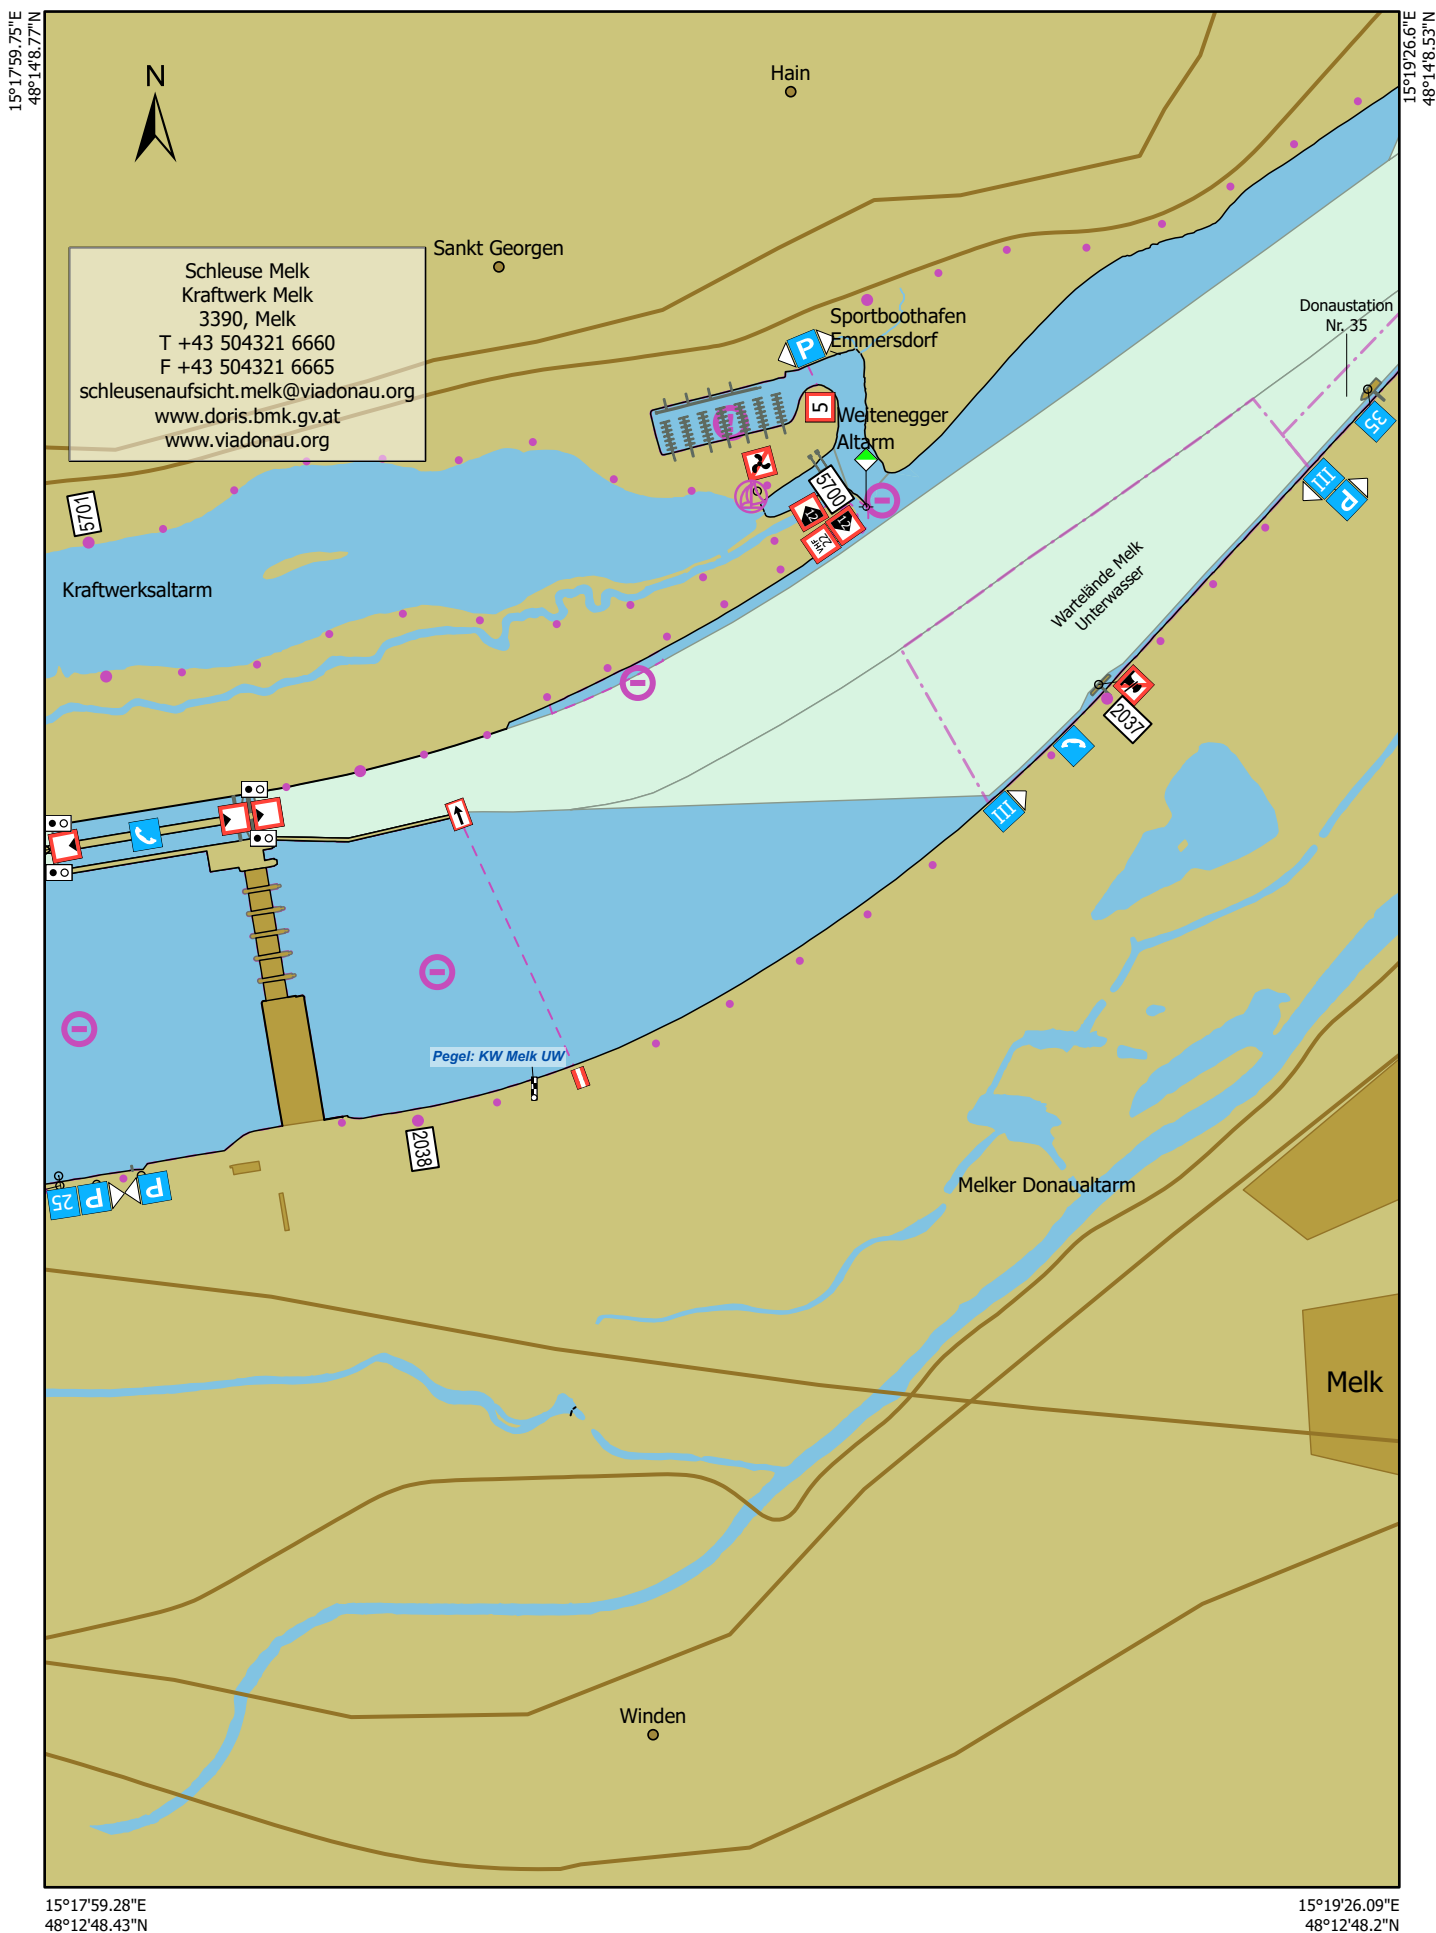 15°17'59.75"E
48°14'8.77"N
15°19'26.6"E
48°14'8.53"N
N
Hain
Sankt Georgen
Schleuse Melk
Kraftwerk Melk
3390, Melk
T +43 504321 6660
F +43 504321 6665
schleusenaufsicht.melk@viadonau.org
www.doris.bmk.gv.at
www.viadonau.org
Donaustation
Nr. 35
Sportboothafen
Emmersdorf
P
5
Weitenegger
Altarm
35
III
P
5701
5700
12
12
VHF
22
Kraftwerksaltarm
Wartelände Melk
Unterwasser
2037
III
Pegel: KW Melk UW
2038
25
P
P
Melker Donaualtarm
Melk
Winden
15°17'59.28"E
48°12'48.43"N
15°19'26.09"E
48°12'48.2"N